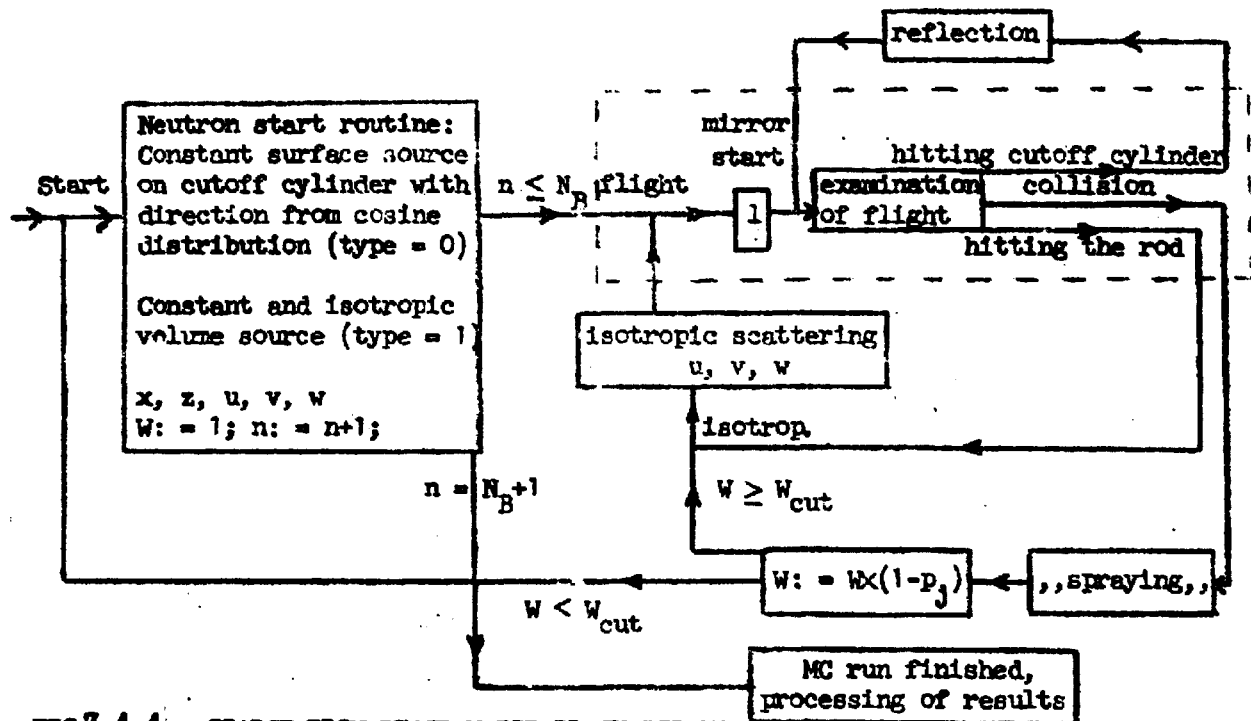 reflection
Neutron start routine:
Constant surface source
on cutoff cylinder with
direction from cosine
distribution (type = 0)
Constant and isotropic
volume source (type = 1)
x, z, u, v, w
W: = 1; n: = n+1;
Start
n ≤ N_B
flight
mirror
start
1
examination
of flight
hitting cutoff cylinder
collision
hitting the rod
isotropic scattering
u, v, w
isotrop.
n = N_B+1
W ≥ W_cut
W: = W×(1-p_j)
,,spraying,,
W < W_cut
MC run finished,
processing of results